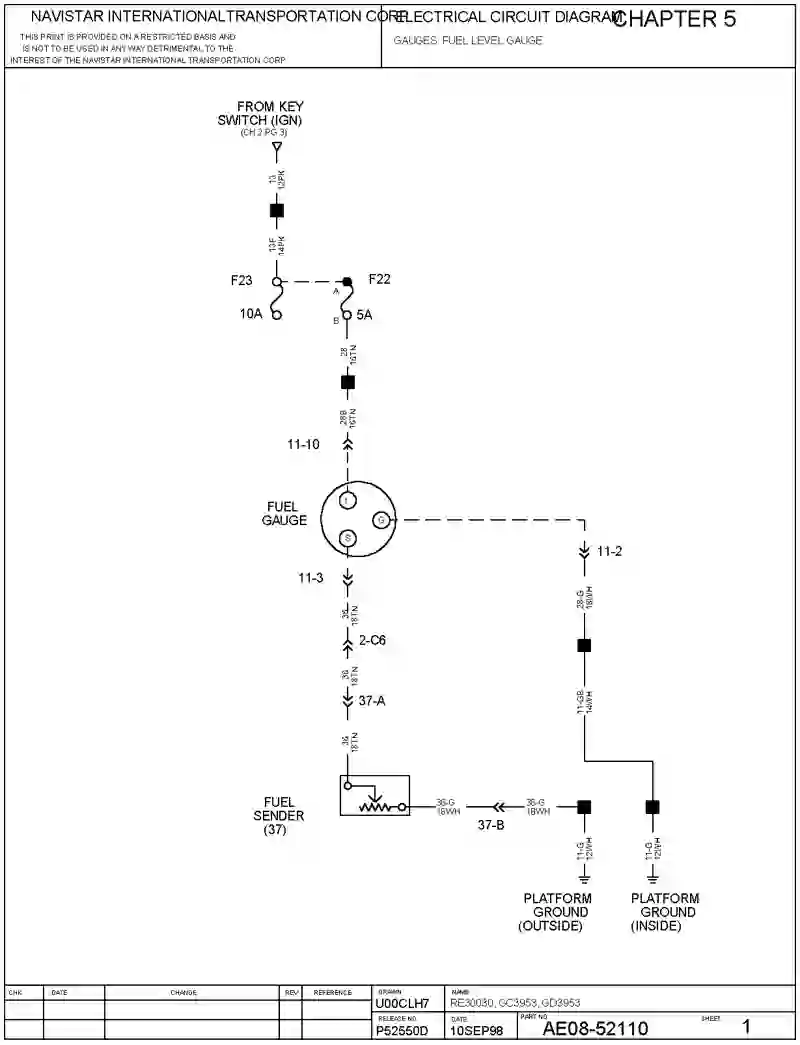 NAVISTAR INTERNATIONALTRANSPORTATION CORP.
THIS PRINT IS PROVIDED ON A RESTRICTED BASIS AND
IS NOT TO BE USED IN ANY WAY DETRIMENTAL TO THE
INTEREST OF THE NAVISTAR INTERNATIONAL TRANSPORTATION CORP
ELECTRICAL CIRCUIT DIAGRAM
CHAPTER 5
GAUGES: FUEL LEVEL GAUGE
FROM KEY
SWITCH (IGN)
(CH 2 PG 3)
13
12PK
13F
14PK
F23
F22
A
10A
B
5A
28
16TN
28B
16TN
11-10
I
FUEL
GAUGE
G
S
11-2
11-3
28-G
18WH
36
18TN
2-C6
36
18TN
37-A
11-GB
14WH
36
18TN
FUEL
SENDER
(37)
36-G
18WH
36-G
18WH
37-B
11-G
12WH
11-G
12WH
PLATFORM
GROUND
(OUTSIDE)
PLATFORM
GROUND
(INSIDE)
CHK
DATE
CHANGE
REV
REFERENCE
DRAWN
U00CLH7
NAME
RE30030, GC3953, GD3953
RELEASE NO.
P52550D
DATE
10SEP98
PART NO.
AE08-52110
SHEET
1